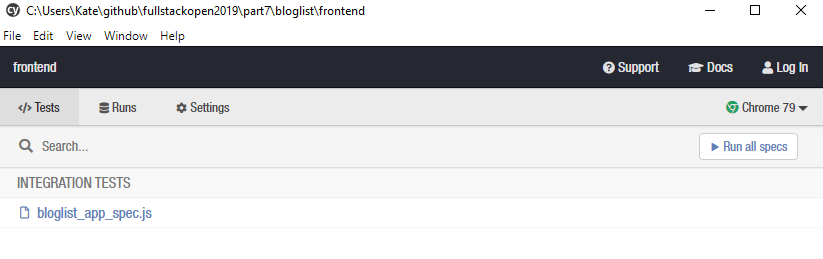 cy C:\Users\Kate\github\fullstackopen2019\part7\bloglist\frontend
File Edit View Window Help
frontend Support Docs Log In
</> Tests Runs Settings Chrome 79
Search... Run all specs
INTEGRATION TESTS
bloglist_app_spec.js